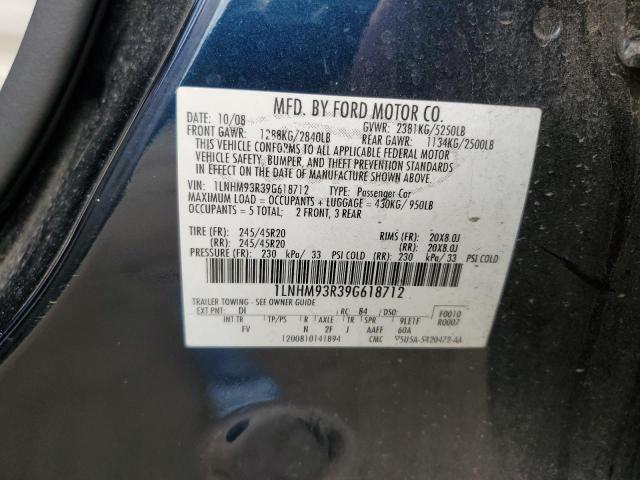 MFD. BY FORD MOTOR CO.
DATE: 10/08 GVWR: 2381KG/5250LB
FRONT GAWR: 1288KG/2840LB REAR GAWR: 1134KG/2500LB
THIS VEHICLE CONFORMS TO ALL APPLICABLE FEDERAL MOTOR
VEHICLE SAFETY, BUMPER, AND THEFT PREVENTION STANDARDS
IN EFFECT ON THE DATE OF MANUFACTURE SHOWN ABOVE.
VIN: 1LNHM93R39G618712 TYPE: Passenger Car
MAXIMUM LOAD = OCCUPANTS + LUGGAGE = 430KG/ 950LB
OCCUPANTS = 5 TOTAL; 2 FRONT, 3 REAR
TIRE (FR): 245/45R20 RIMS (FR): 20X8.0J
(RR): 245/45R20 (RR): 20X8.0J
PRESSURE (FR): 230 kPa/ 33 PSI COLD (RR): 230 kPa/ 33 PSI COLD
1LNHM93R39G618712
TRAILER TOWING - SEE OWNER GUIDE
EXT PNT: DI RC: 84 DSO: F0010
INT TR TP/PS R AXLE TR SPR 9LE1F R0007
FV N 2F J AAFF 60A
1200810141894 CMC 5U5A-5420472-AA